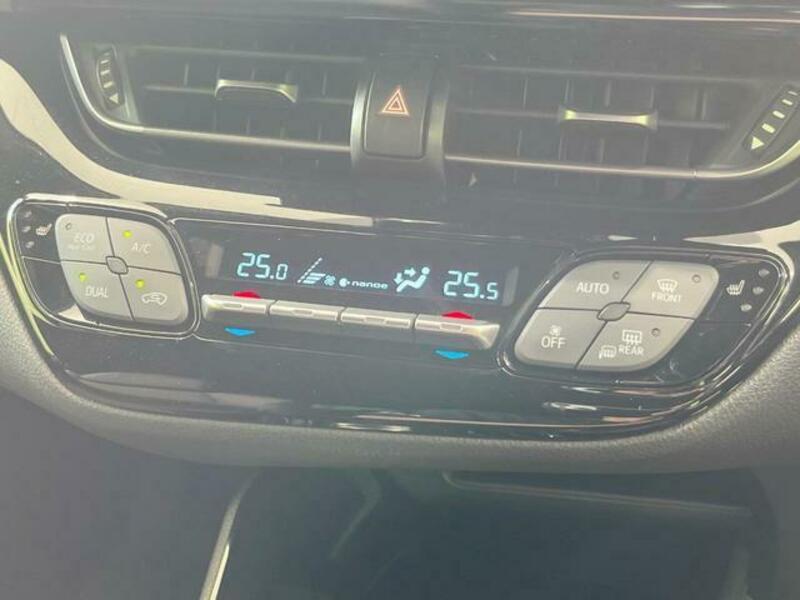 ECO
A/C
DUAL
25.0
nanoe
25.5
AUTO
FRONT
OFF
REAR